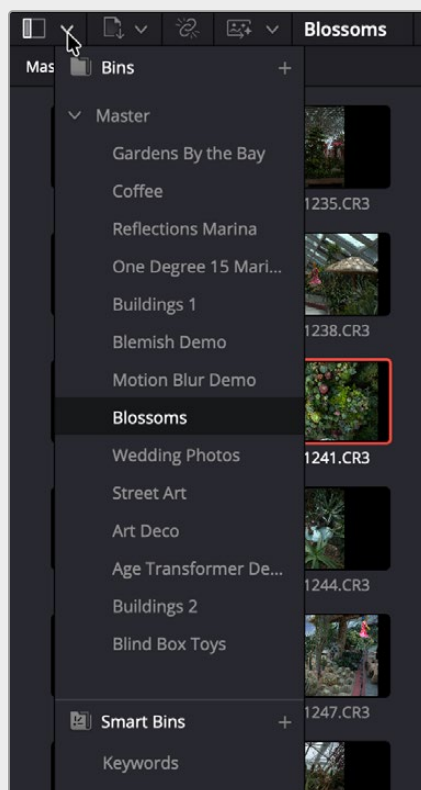 Blossoms
Mas
Bins
Master
Gardens By the Bay
Coffee
Reflections Marina
One Degree 15 Mari...
Buildings 1
Blemish Demo
Motion Blur Demo
Blossoms
Wedding Photos
Street Art
Art Deco
Age Transformer De...
Buildings 2
Blind Box Toys
Smart Bins
Keywords
1235.CR3
1238.CR3
1241.CR3
1244.CR3
1247.CR3